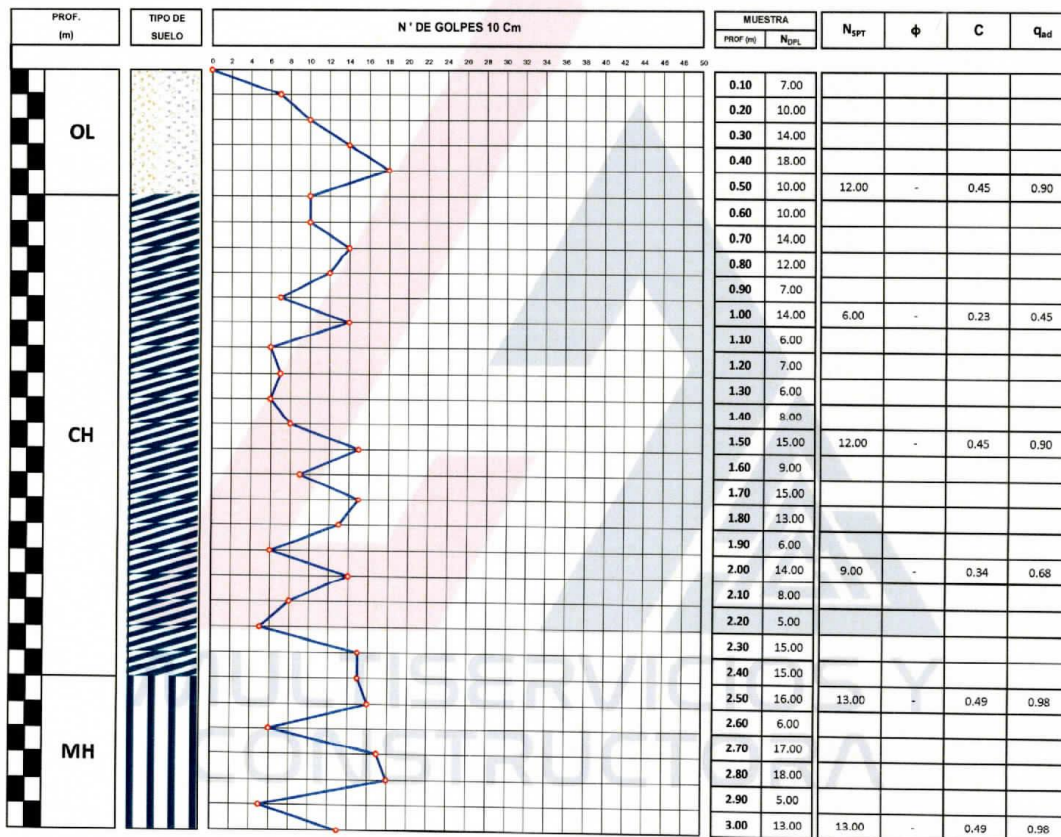 PROF. (m) TIPO DE SUELO N ' DE GOLPES 10 Cm MUESTRA N_SPT ϕ C q_ad
PROF (m) N_DPL
0 2 4 6 8 10 12 14 16 18 20 22 24 26 28 30 32 34 36 38 40 42 44 46 48 50
0.10 7.00
0.20 10.00
OL
0.30 14.00
0.40 18.00
0.50 10.00 12.00 - 0.45 0.90
0.60 10.00
0.70 14.00
0.80 12.00
0.90 7.00
1.00 14.00 6.00 - 0.23 0.45
1.10 6.00
1.20 7.00
1.30 6.00
1.40 8.00
CH
1.50 15.00 12.00 - 0.45 0.90
1.60 9.00
1.70 15.00
1.80 13.00
1.90 6.00
2.00 14.00 9.00 - 0.34 0.68
2.10 8.00
2.20 5.00
2.30 15.00
2.40 15.00
2.50 16.00 13.00 - 0.49 0.98
2.60 6.00
MH
2.70 17.00
2.80 18.00
2.90 5.00
3.00 13.00 13.00 - 0.49 0.98
MULTISERVICIOS Y
CONSTRUCTORA